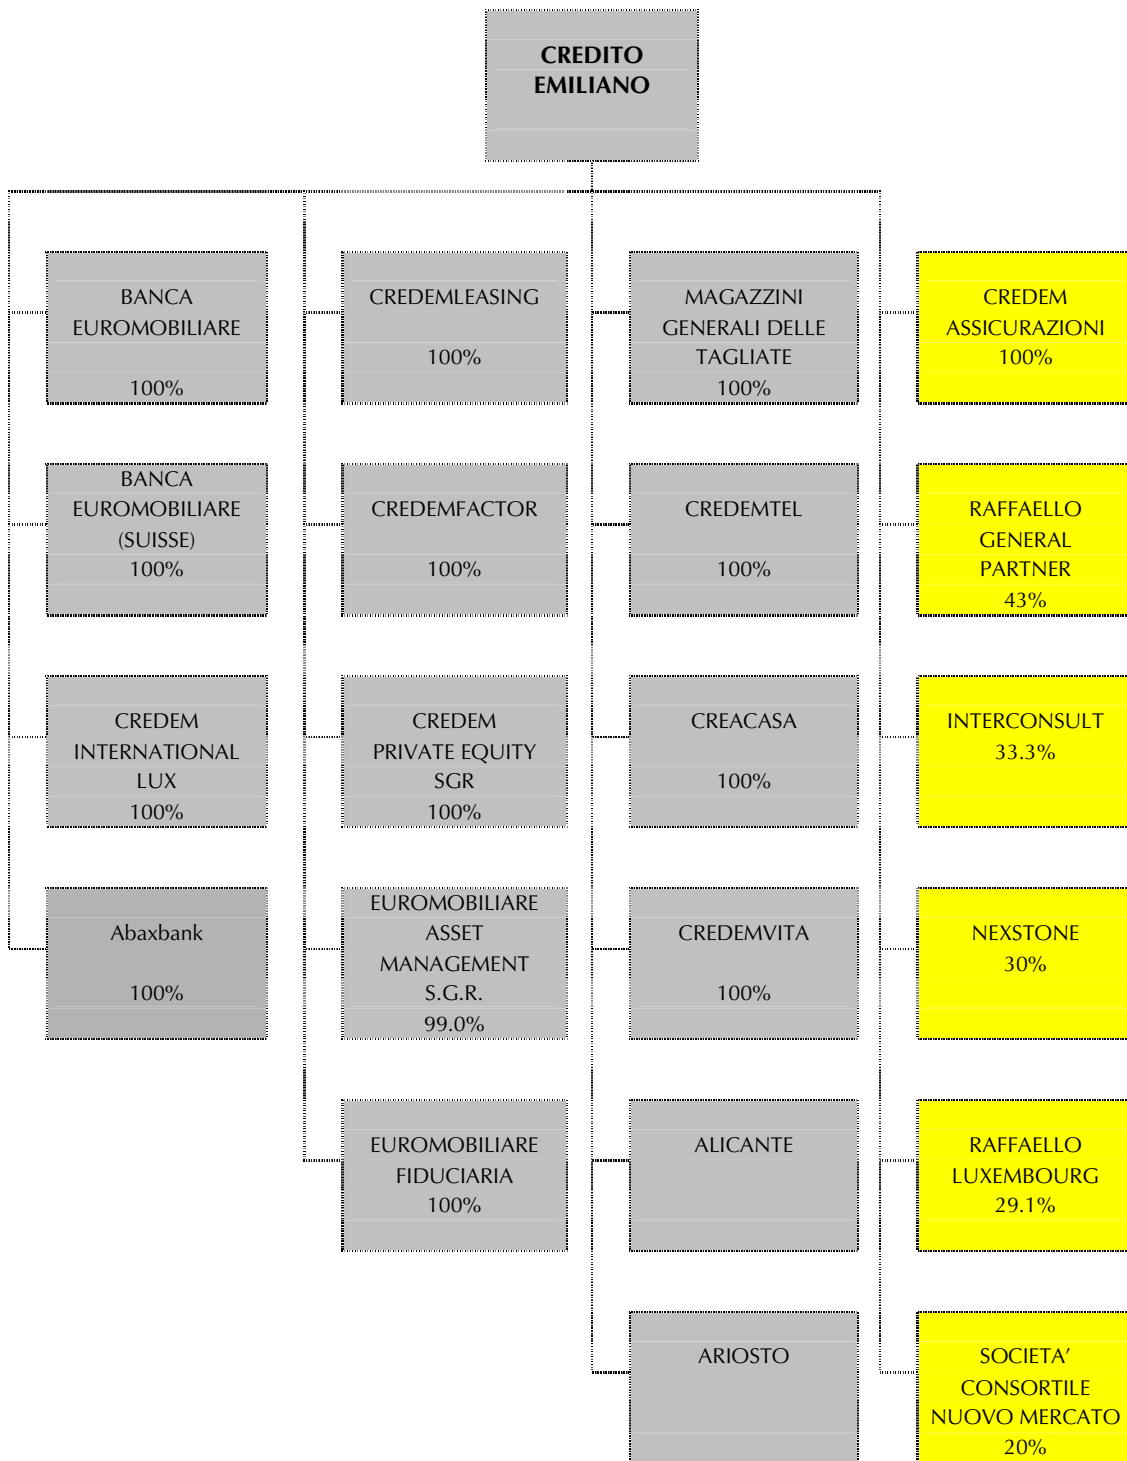 CREDITO
EMILIANO
BANCA
EUROMOBILIARE
100%
CREDEMLEASING
100%
MAGAZZINI
GENERALI DELLE
TAGLIATE
100%
CREDEM
ASSICURAZIONI
100%
BANCA
EUROMOBILIARE
(SUISSE)
100%
CREDEMFACTOR
100%
CREDEMTEL
100%
RAFFAELLO
GENERAL
PARTNER
43%
CREDEM
INTERNATIONAL
LUX
100%
CREDEM
PRIVATE EQUITY
SGR
100%
CREACASA
100%
INTERCONSULT
33.3%
Abaxbank
100%
EUROMOBILIARE
ASSET
MANAGEMENT
S.G.R.
99.0%
CREDEMVITA
100%
NEXSTONE
30%
EUROMOBILIARE
FIDUCIARIA
100%
ALICANTE
RAFFAELLO
LUXEMBOURG
29.1%
ARIOSTO
SOCIETA’
CONSORTILE
NUOVO MERCATO
20%